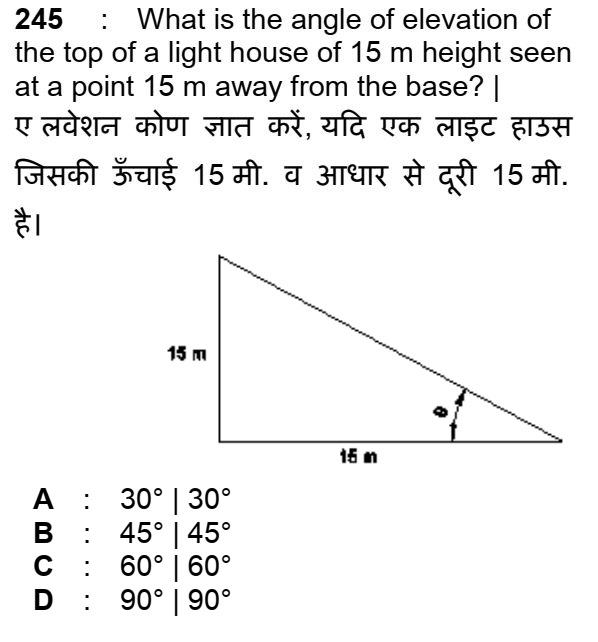 245 : What is the angle of elevation of
the top of a light house of 15 m height seen
at a point 15 m away from the base? |
ए लवेशन कोण ज्ञात करें, यदि एक लाइट हाउस
जिसकी ऊँचाई 15 मी. व आधार से दूरी 15 मी.
है।
15 m
θ
15 m
A : 30° | 30°
B : 45° | 45°
C : 60° | 60°
D : 90° | 90°